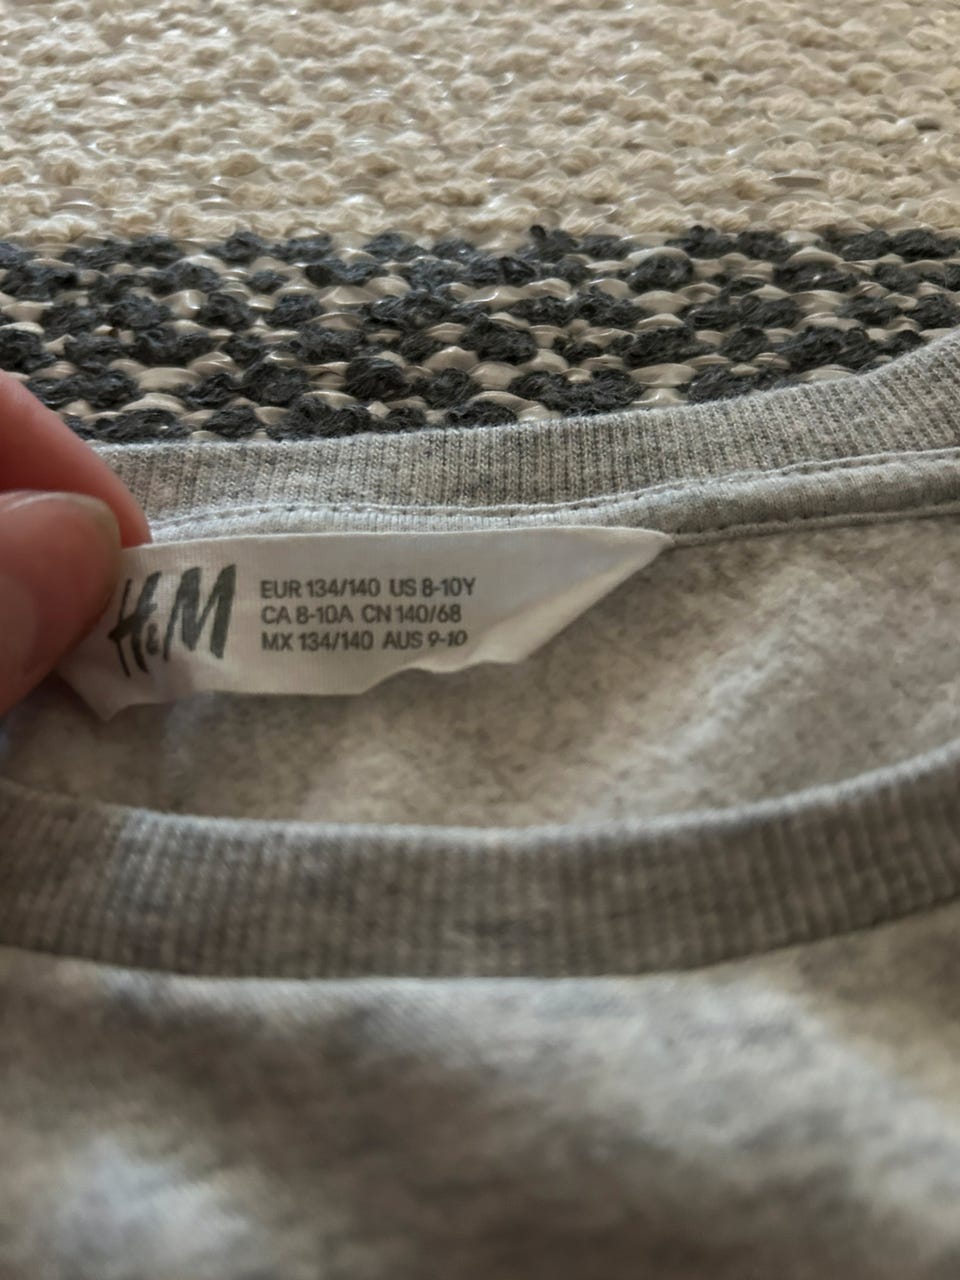 H&M
EUR 134/140 US 8-10Y
CA 8-10A CN 140/68
MX 134/140 AUS 9-10